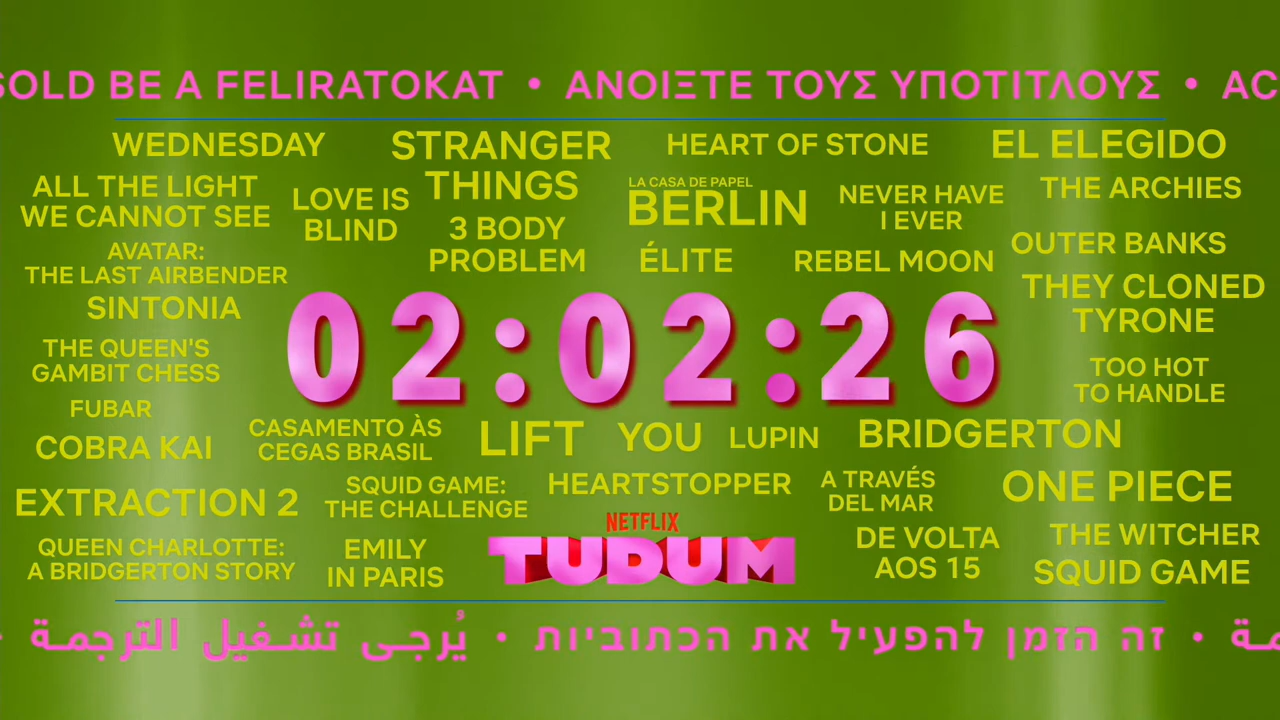 SOLD BE A FELIRATOKAT • ΑΝΟΙΞΤΕ ΤΟΥΣ ΥΠΟΤΙΤΛΟΥΣ • AC
WEDNESDAY
STRANGER
THINGS
HEART OF STONE
EL ELEGIDO
ALL THE LIGHT
WE CANNOT SEE
LOVE IS
BLIND
3 BODY
PROBLEM
LA CASA DE PAPEL
BERLIN
NEVER HAVE
I EVER
THE ARCHIES
AVATAR:
THE LAST AIRBENDER
ÉLITE
REBEL MOON
OUTER BANKS
SINTONIA
THEY CLONED
TYRONE
02:02:26
THE QUEEN'S
GAMBIT CHESS
TOO HOT
TO HANDLE
FUBAR
COBRA KAI
CASAMENTO ÀS
CEGAS BRASIL
LIFT
YOU
LUPIN
BRIDGERTON
EXTRACTION 2
SQUID GAME:
THE CHALLENGE
HEARTSTOPPER
A TRAVÉS
DEL MAR
ONE PIECE
QUEEN CHARLOTTE:
A BRIDGERTON STORY
EMILY
IN PARIS
NETFLIX
TUDUM
DE VOLTA
AOS 15
THE WITCHER
SQUID GAME
זה הזמן להפעיל את הכתוביות • يُرجى تشغيل الترجمة